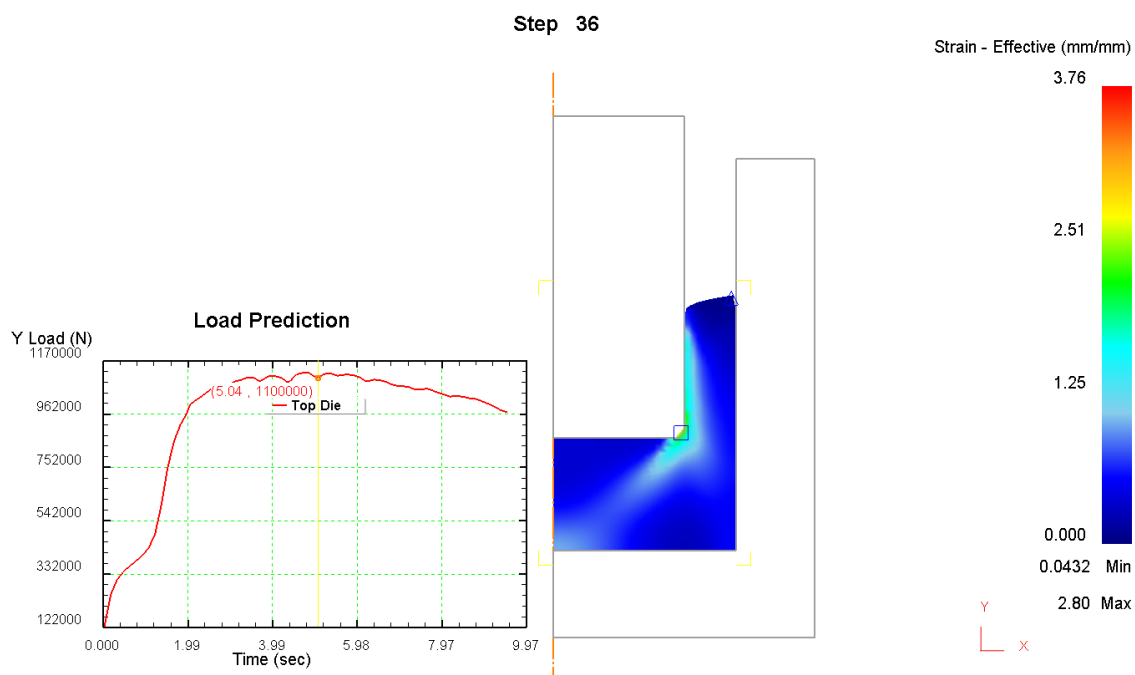 Step 36
Strain - Effective (mm/mm)
3.76
2.51
1.25
0.000
0.0432 Min
2.80 Max
Load Prediction
Y Load (N)
1170000
962000
752000
542000
332000
122000
(5.04 , 1100000)
Top Die
0.000 1.99 3.99 5.98 7.97 9.97
Time (sec)
Y
X